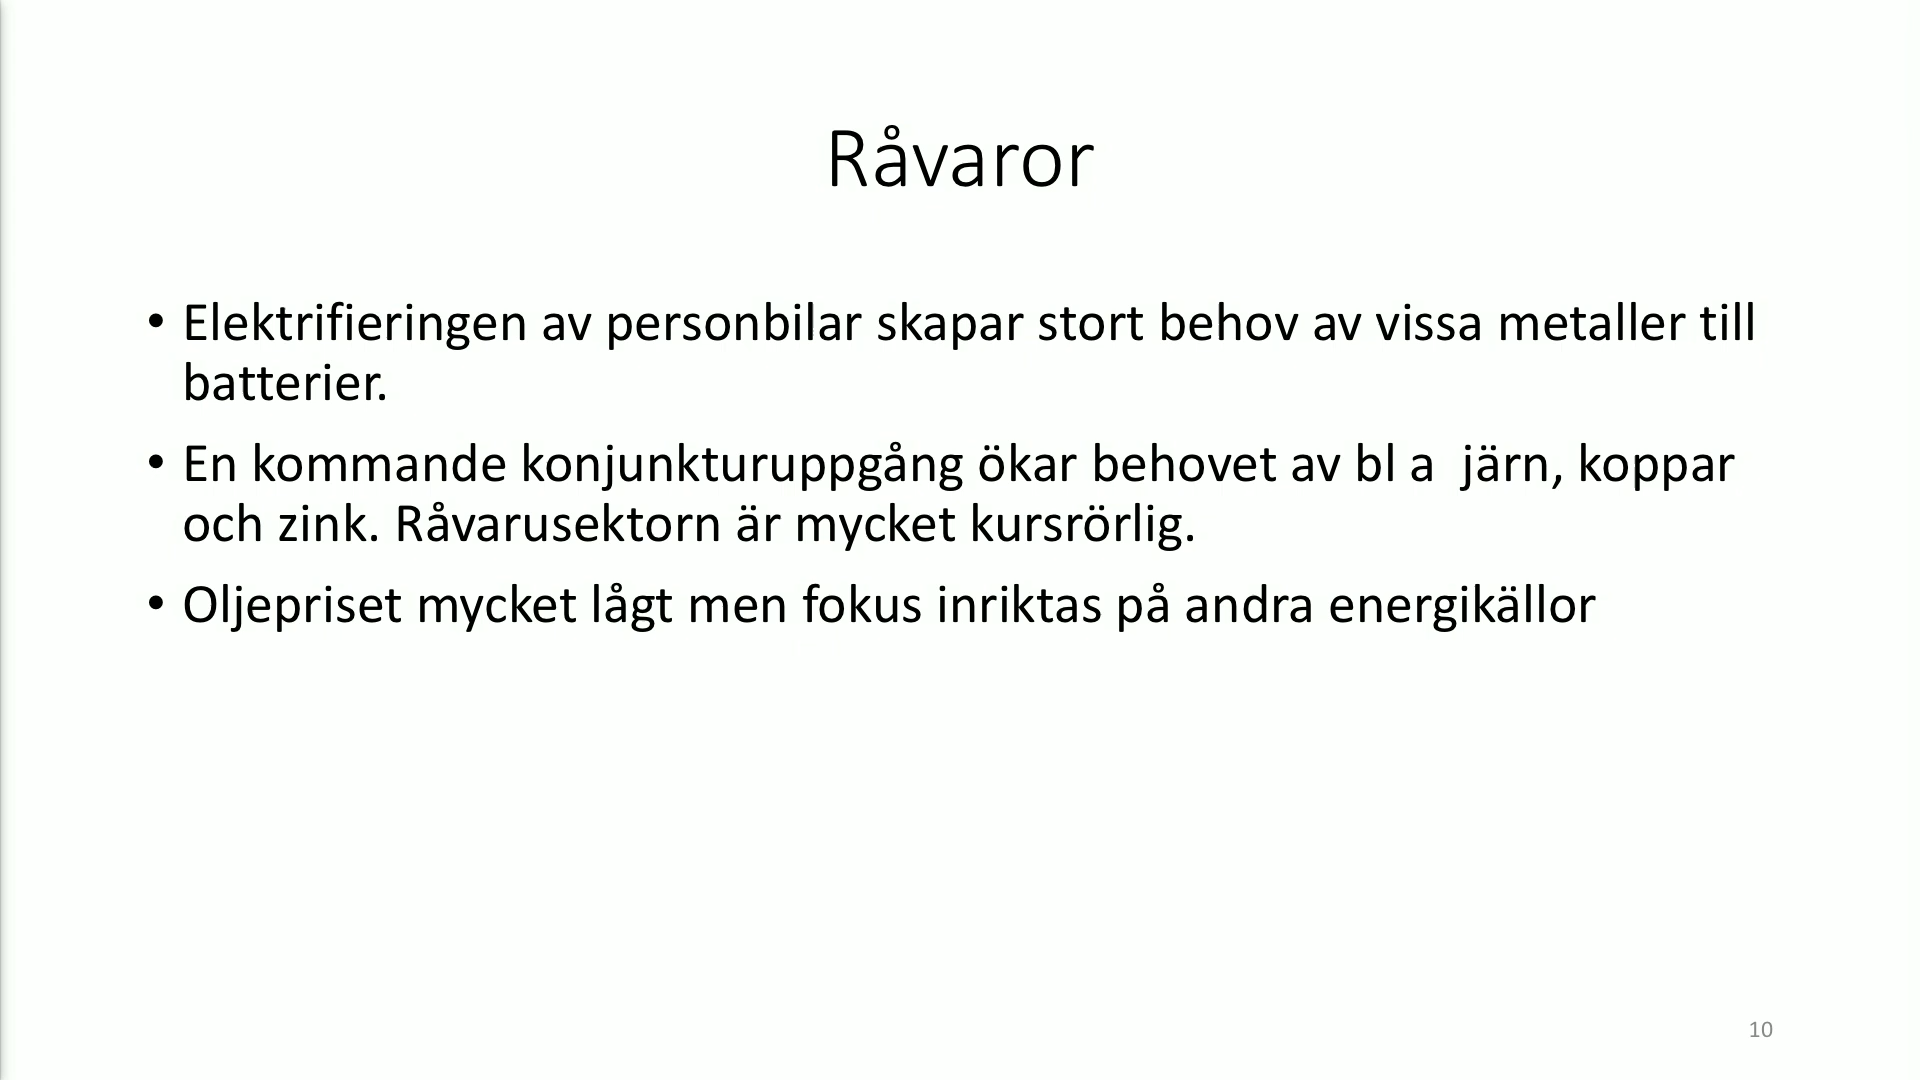 Råvaror
• Elektrifieringen av personbilar skapar stort behov av vissa metaller till
batterier.
• En kommande konjunkturuppgång ökar behovet av bl a  järn, koppar
och zink. Råvarusektorn är mycket kursrörlig.
• Oljepriset mycket lågt men fokus inriktas på andra energikällor
10